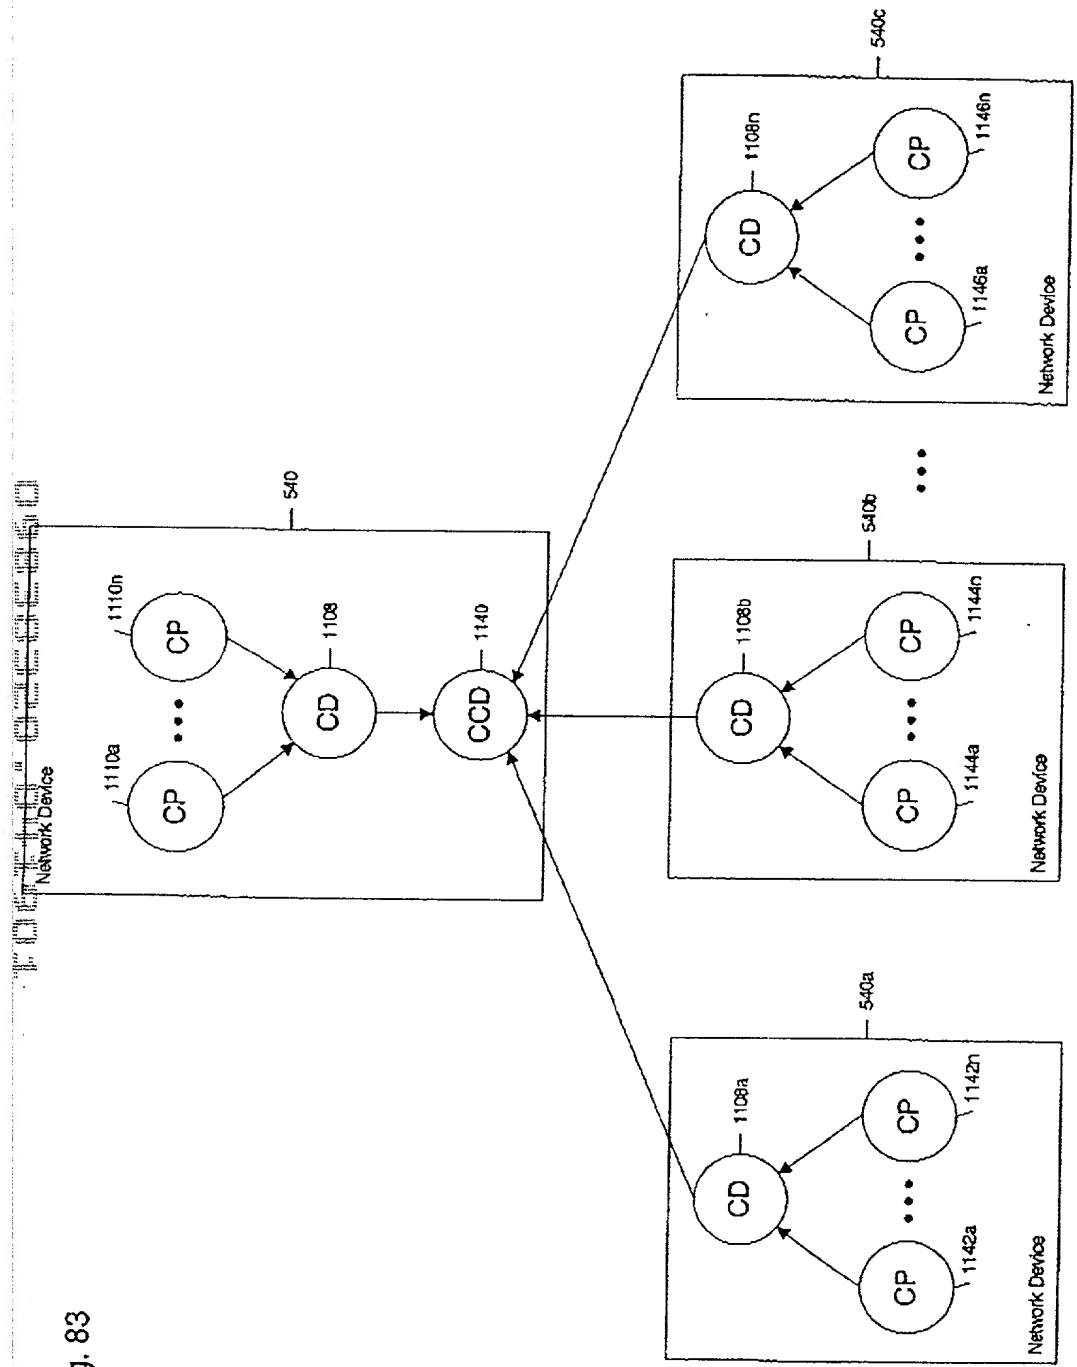 Network Device
540
1110a
CP
•••
1110n
CP
1108
CD
1140
CCD
540a
1108a
CD
CP
1142a
•••
CP
1142n
Network Device
540b
1108b
CD
CP
1144a
•••
CP
1144n
Network Device
•••
540c
1108n
CD
CP
1146a
•••
CP
1146n
Network Device
g. 83